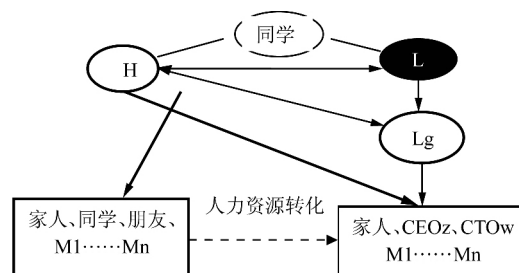 同学
H
L
Lg
家人、同学、朋友、
M1……Mn
人力资源转化
家人、CEOz、CTOw
M1……Mn